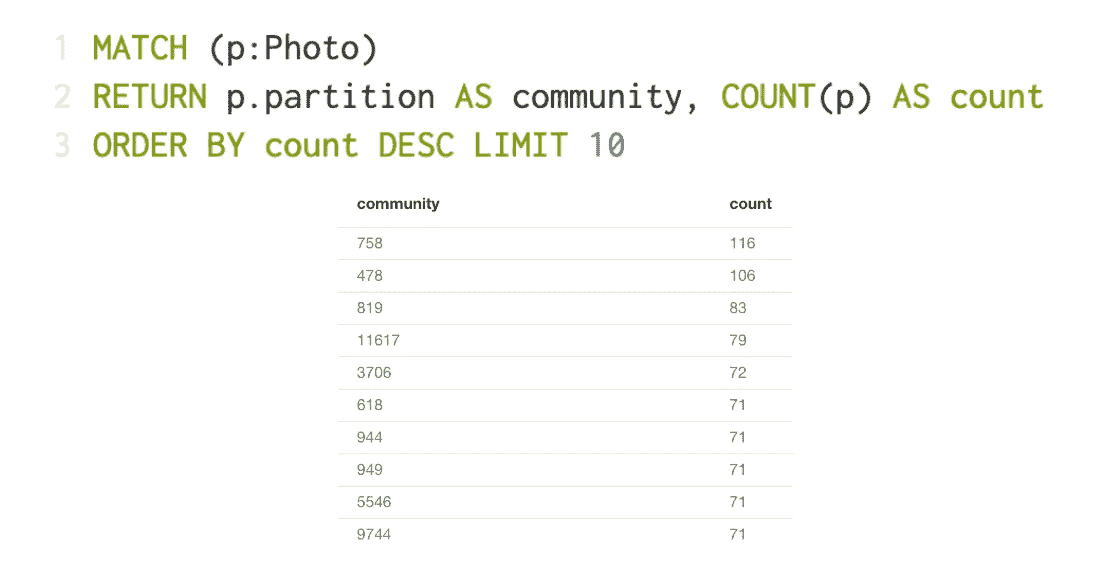 1 MATCH (p:Photo)
2 RETURN p.partition AS community, COUNT(p) AS count
3 ORDER BY count DESC LIMIT 10
community count
758 116
478 106
819 83
11617 79
3706 72
618 71
944 71
949 71
5546 71
9744 71